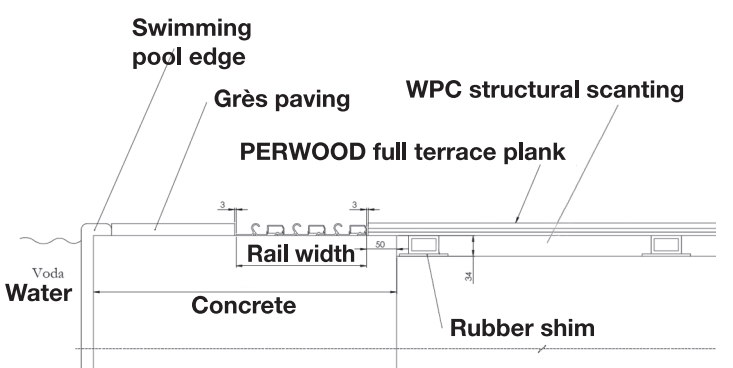 Swimming
pool edge
Grès paving
WPC structural scanting
PERWOOD full terrace plank
3
3
Rail width
50
34
Voda
Water
Concrete
Rubber shim